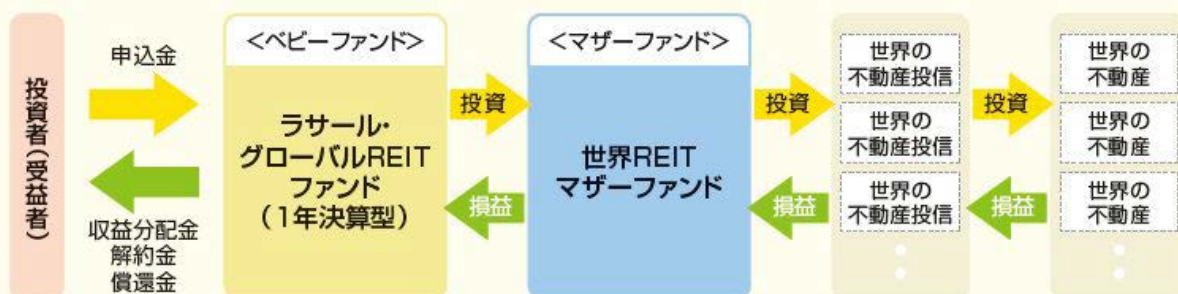 投資者（受益者）
申込金
収益分配金
解約金
償還金
＜ベビーファンド＞
ラサール・
グローバルREIT
ファンド
（1年決算型）
投資
損益
＜マザーファンド＞
世界REIT
マザーファンド
投資
損益
世界の
不動産投信
世界の
不動産投信
世界の
不動産投信
投資
損益
世界の
不動産
世界の
不動産
世界の
不動産